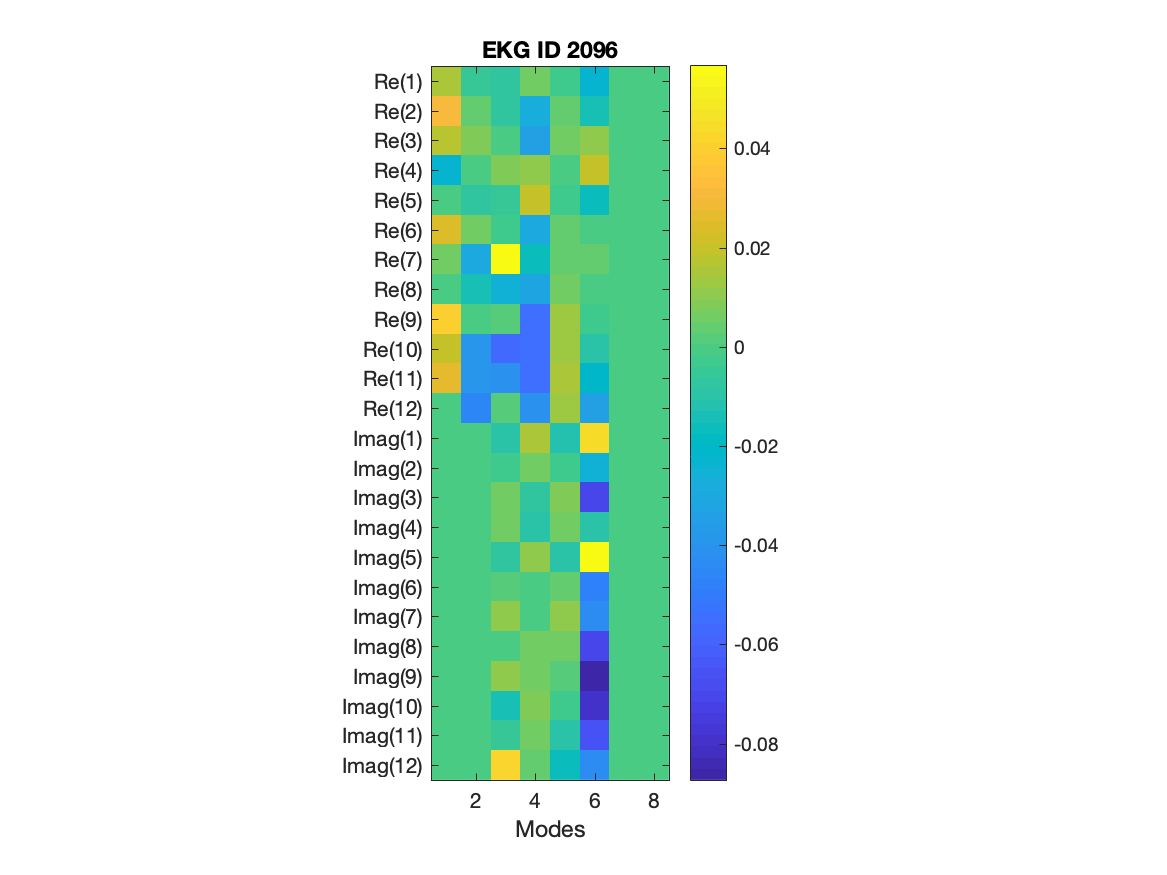 EKG ID 2096
Re(1)
Re(2)
Re(3)
Re(4)
Re(5)
Re(6)
Re(7)
Re(8)
Re(9)
Re(10)
Re(11)
Re(12)
Imag(1)
Imag(2)
Imag(3)
Imag(4)
Imag(5)
Imag(6)
Imag(7)
Imag(8)
Imag(9)
Imag(10)
Imag(11)
Imag(12)
2 4 6 8
Modes
0.04
0.02
0
-0.02
-0.04
-0.06
-0.08